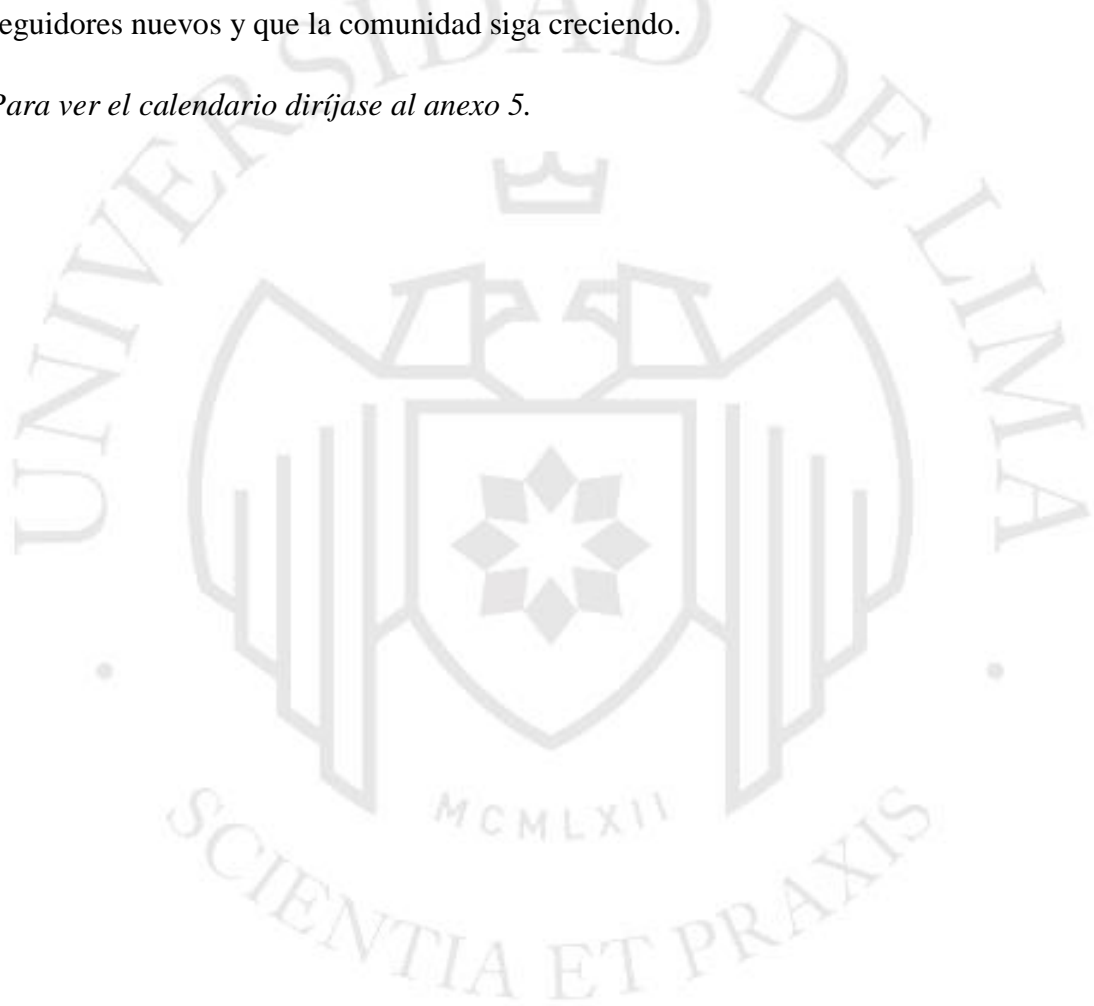 eguidores nuevos y que la comunidad siga creciendo.
Para ver el calendario diríjase al anexo 5.
UNIVERSIDAD DE LIMA
MCMLXII
SCIENTIA ET PRAXIS